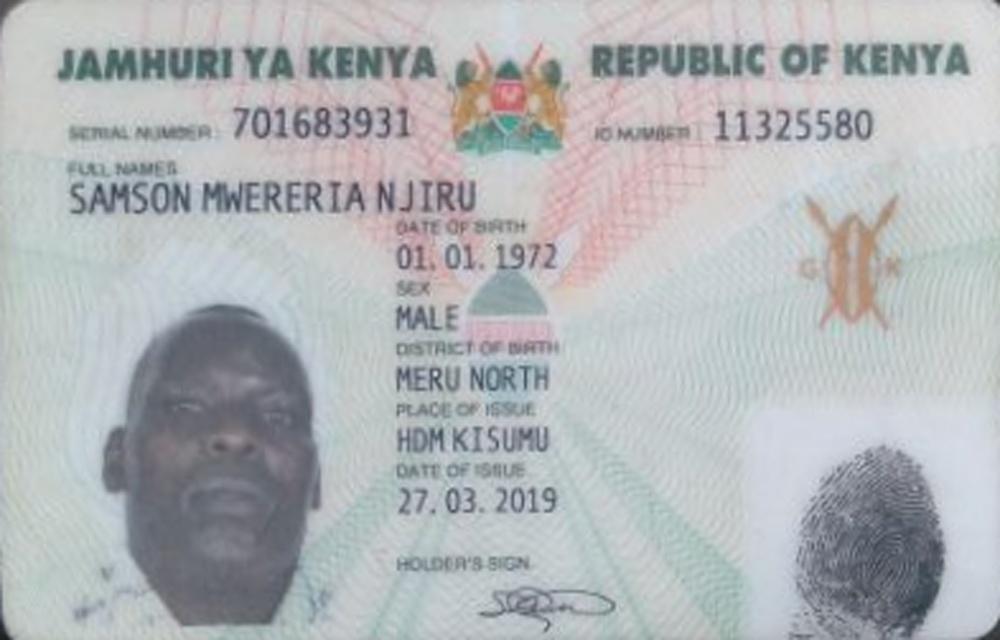 JAMHURI YA KENYA REPUBLIC OF KENYA
SERIAL NUMBER: 701683931 ID NUMBER: 11325580
FULL NAMES
SAMSON MWERERIA NJIRU
DATE OF BIRTH
01. 01. 1972
SEX
MALE
DISTRICT OF BIRTH
MERU NORTH
PLACE OF ISSUE
HDM KISUMU
DATE OF ISSUE
27. 03. 2019
HOLDER'S SIGN.
G K